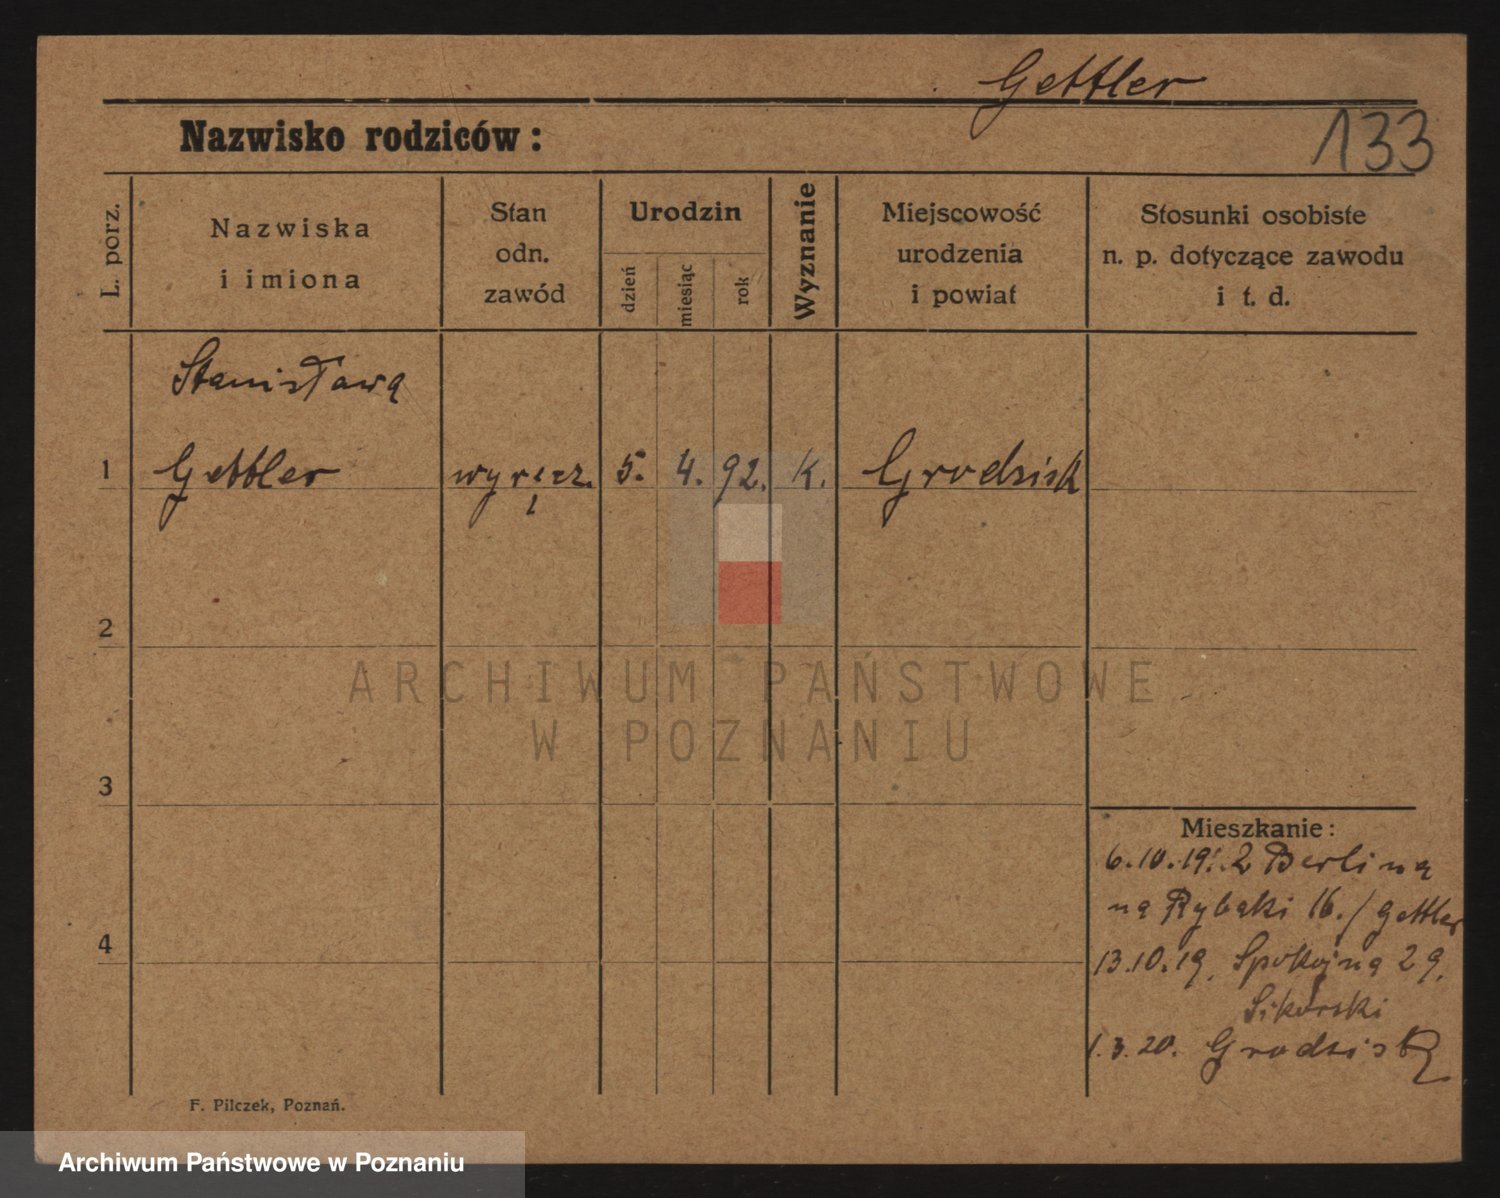 Gettler
133
Nazwisko rodziców:
L. porz.
Nazwiska
i imiona
Stan
odn.
zawód
Urodzin
dzień
miesiąc
rok
Wyznanie
Miejscowość
urodzenia
i powiat
Stosunki osobiste
n. p. dotyczące zawodu
i t. d.
Stanisława
1 Gettler 5. 4. 92. K. Grodzisk
2
ARCHIWUM PAŃSTWOWE
W POZNANIU
3
Mieszkanie:
6.10.19. z Berlina
na Rybaki 16./Gettler
4
13.10.19. Spokojna 29.
Sikorski
1.3.20. Grodzisk
F. Pilczek, Poznań.
Archiwum Państwowe w Poznaniu